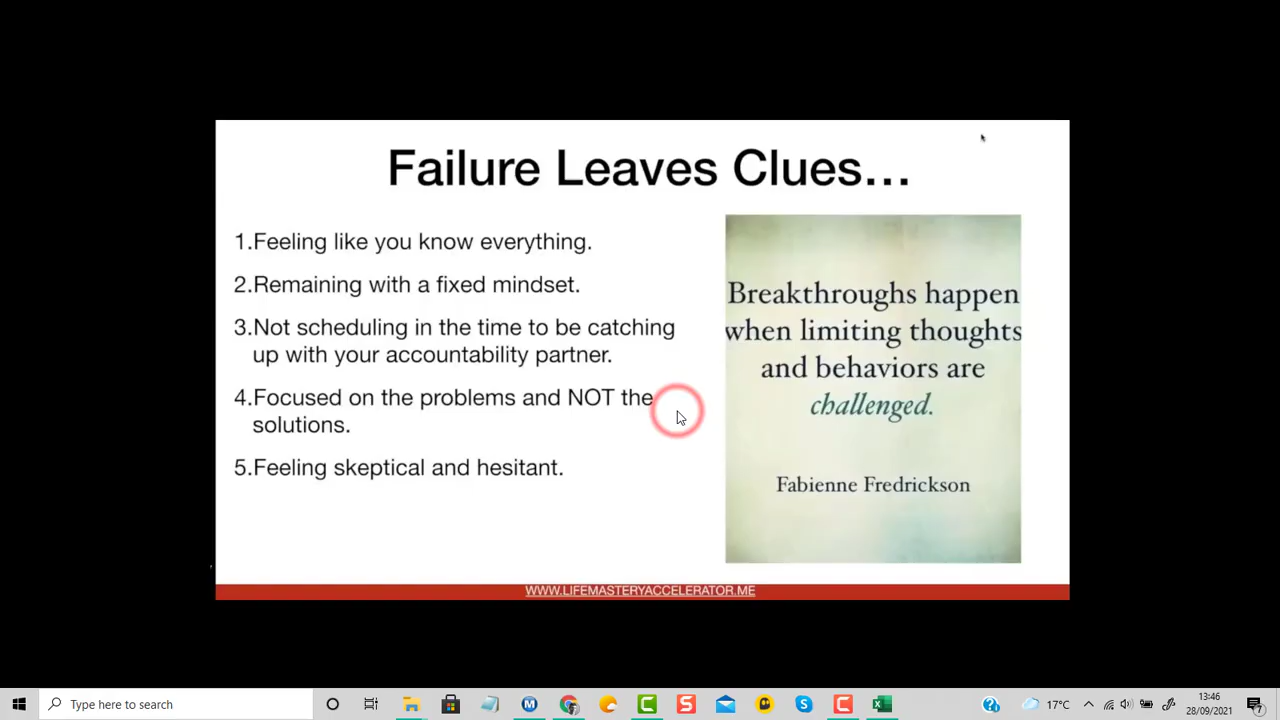 Failure Leaves Clues...
1.Feeling like you know everything.
2.Remaining with a fixed mindset.
3.Not scheduling in the time to be catching
up with your accountability partner.
4.Focused on the problems and NOT the
solutions.
5.Feeling skeptical and hesitant.
Breakthroughs happen
when limiting thoughts
and behaviors are
challenged.
Fabienne Fredrickson
WWW.LIFEMASTERYACCELERATOR.ME
Type here to search
17°C
13:46
28/09/2021